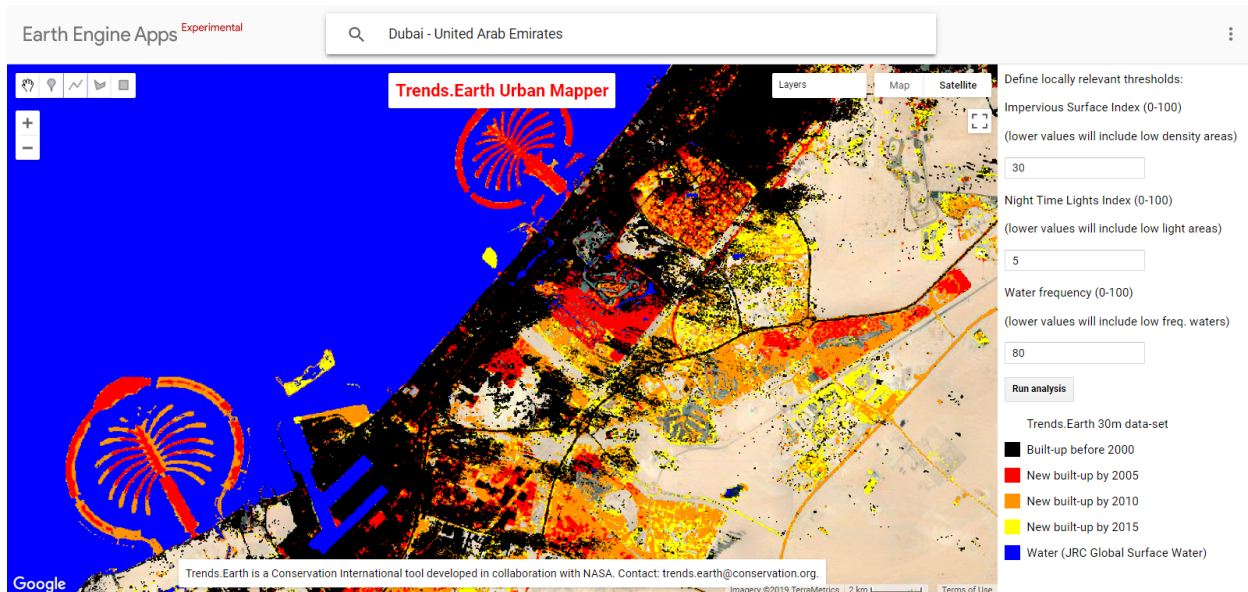 Earth Engine Apps Experimental
Dubai - United Arab Emirates
Trends.Earth Urban Mapper
Layers
Map
Satellite
+
−
Define locally relevant thresholds:
Impervious Surface Index (0-100)
(lower values will include low density areas)
30
Night Time Lights Index (0-100)
(lower values will include low light areas)
5
Water frequency (0-100)
(lower values will include low freq. waters)
80
Run analysis
Trends.Earth 30m data-set
Built-up before 2000
New built-up by 2005
New built-up by 2010
New built-up by 2015
Water (JRC Global Surface Water)
Trends.Earth is a Conservation International tool developed in collaboration with NASA. Contact: trends.earth@conservation.org.
Google
Imagery ©2019 TerraMetrics
2 km
Terms of Use